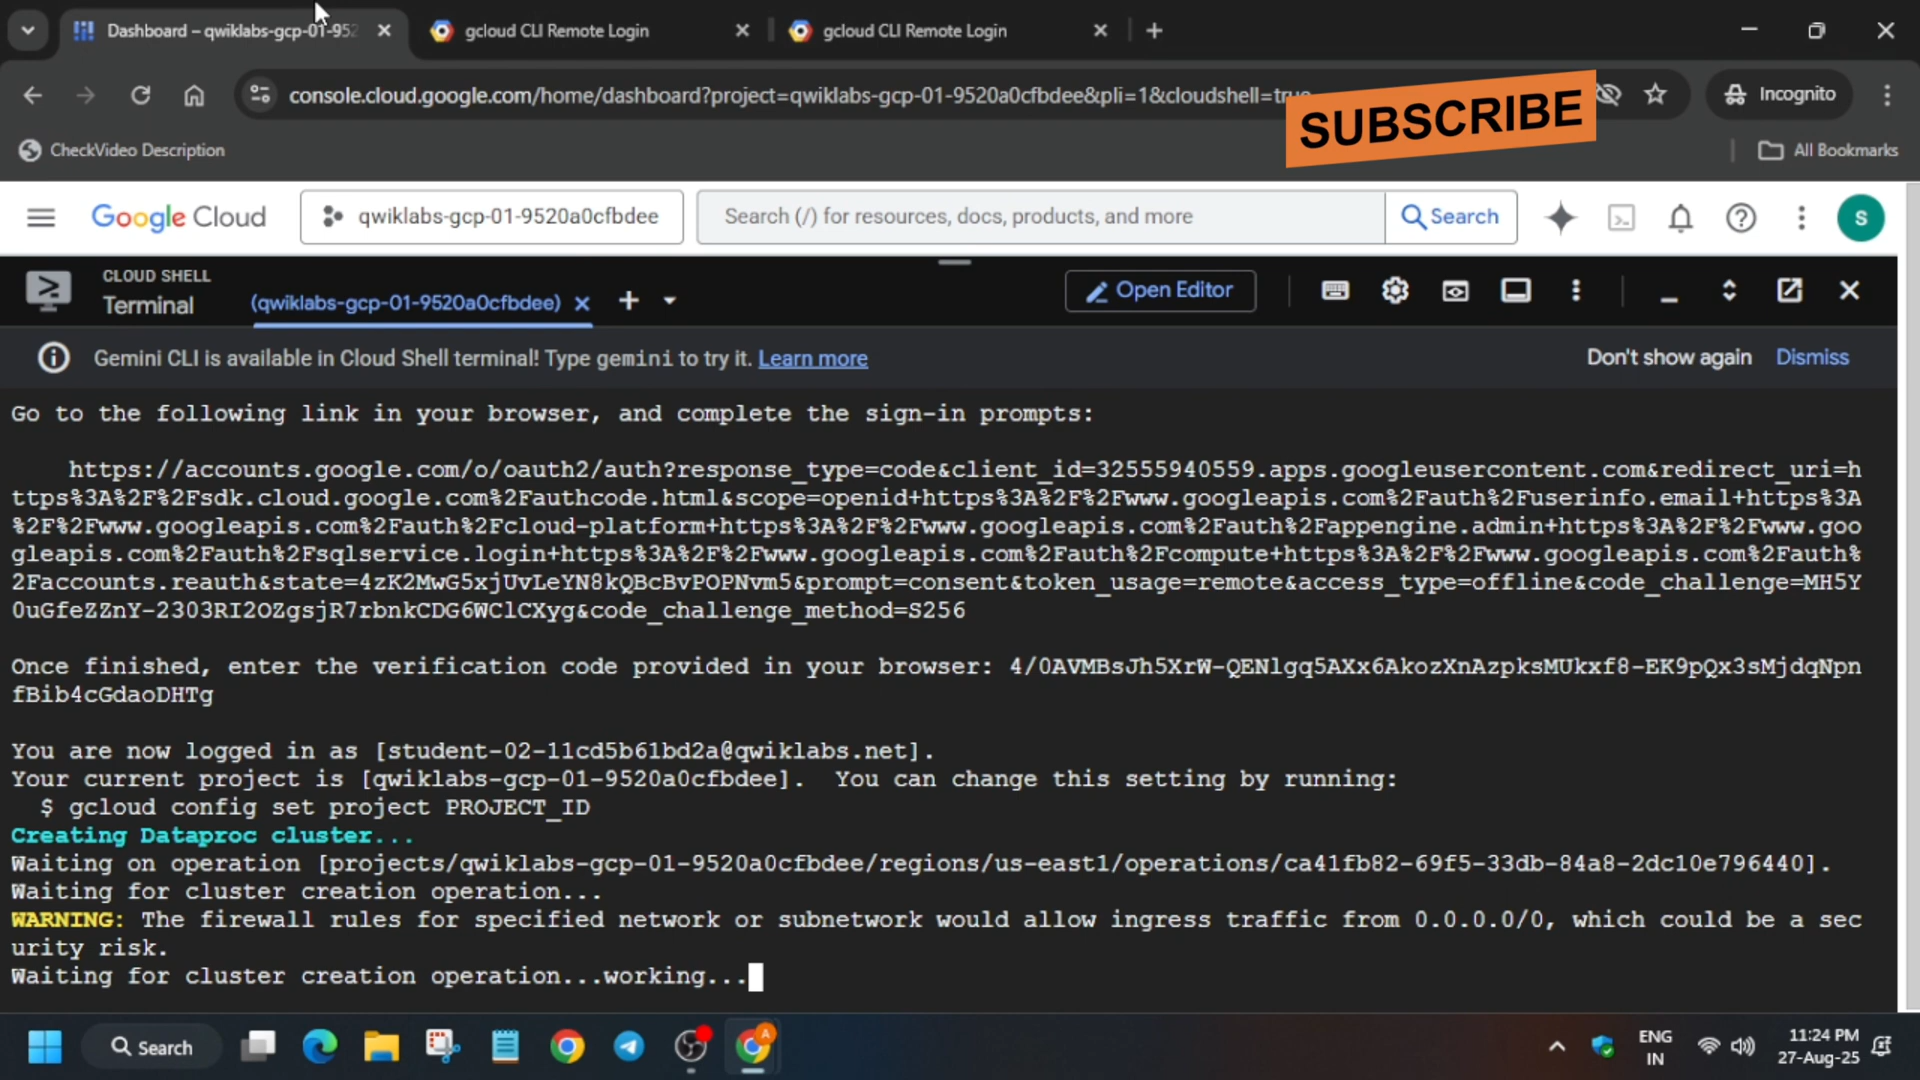 Dashboard – qwiklabs-gcp-01-952
gcloud CLI Remote Login
gcloud CLI Remote Login
console.cloud.google.com/home/dashboard?project=qwiklabs-gcp-01-9520a0cfbdee&pli=1&cloudshell=true
Incognito
SUBSCRIBE
CheckVideo Description
All Bookmarks
Google Cloud
qwiklabs-gcp-01-9520a0cfbdee
Search (/) for resources, docs, products, and more
Search
S
CLOUD SHELL
Terminal
(qwiklabs-gcp-01-9520a0cfbdee)
Open Editor
Gemini CLI is available in Cloud Shell terminal! Type gemini to try it. Learn more
Don't show again
Dismiss
Go to the following link in your browser, and complete the sign-in prompts:
https://accounts.google.com/o/oauth2/auth?response_type=code&client_id=32555940559.apps.googleusercontent.com&redirect_uri=h
ttps%3A%2F%2Fsdk.cloud.google.com%2Fauthcode.html&scope=openid+https%3A%2F%2Fwww.googleapis.com%2Fauth%2Fuserinfo.email+https%3A
%2F%2Fwww.googleapis.com%2Fauth%2Fcloud-platform+https%3A%2F%2Fwww.googleapis.com%2Fauth%2Fappengine.admin+https%3A%2F%2Fwww.goo
gleapis.com%2Fauth%2Fsqlservice.login+https%3A%2F%2Fwww.googleapis.com%2Fauth%2Fcompute+https%3A%2F%2Fwww.googleapis.com%2Fauth%
2Faccounts.reauth&state=4zK2MwG5xjUvLeYN8kQBcBvPOPNvm5&prompt=consent&token_usage=remote&access_type=offline&code_challenge=MH5Y
0uGfeZZnY-2303RI2OZgsjR7rbnkCDG6WClCXyg&code_challenge_method=S256
Once finished, enter the verification code provided in your browser: 4/0AVMBsJh5XrW-QENlgq5AXx6AkozXnAzpksMUkxf8-EK9pQx3sMjdqNpn
fBib4cGdaoDHTg
You are now logged in as [student-02-11cd5b61bd2a@qwiklabs.net].
Your current project is [qwiklabs-gcp-01-9520a0cfbdee].  You can change this setting by running:
$ gcloud config set project PROJECT_ID
Creating Dataproc cluster...
Waiting on operation [projects/qwiklabs-gcp-01-9520a0cfbdee/regions/us-east1/operations/ca41fb82-69f5-33db-84a8-2dc10e796440].
Waiting for cluster creation operation...
WARNING: The firewall rules for specified network or subnetwork would allow ingress traffic from 0.0.0.0/0, which could be a sec
urity risk.
Waiting for cluster creation operation...working...
Search
ENG
IN
11:24 PM
27-Aug-25